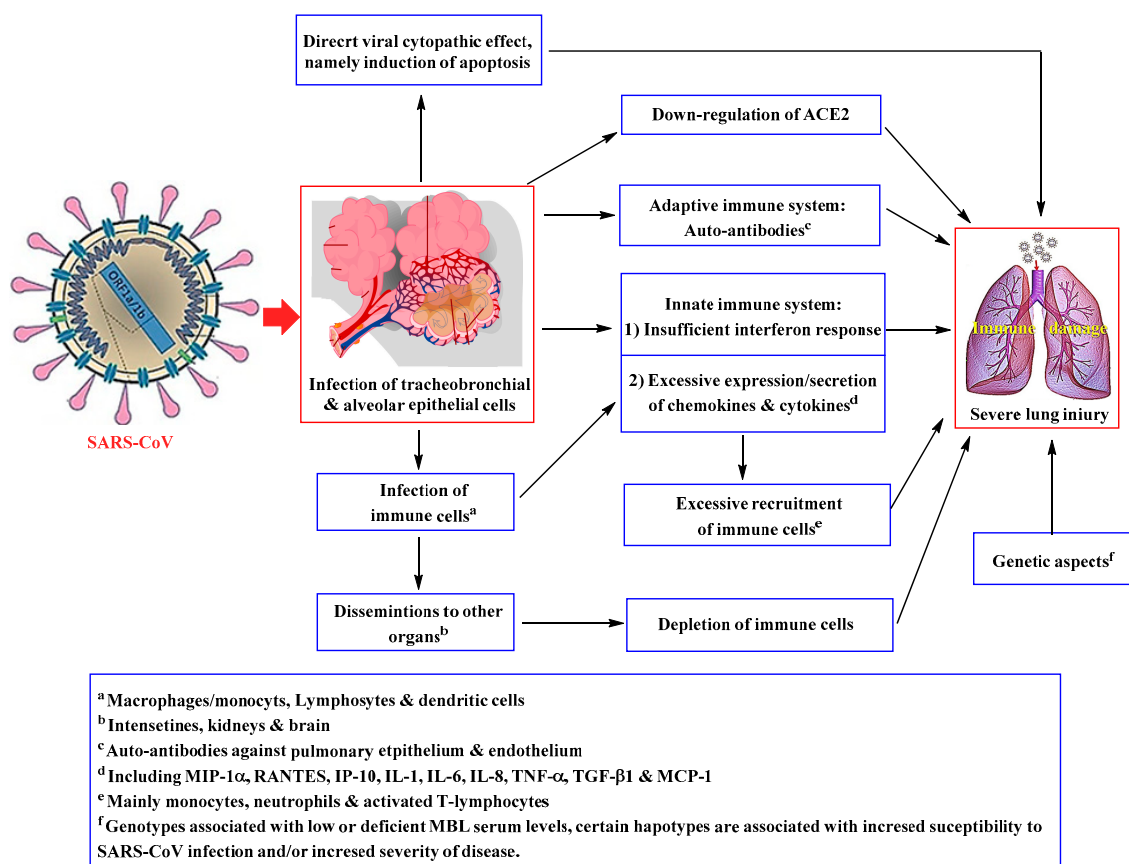 Direcrt viral cytopathic effect,
namely induction of apoptosis
Down-regulation of ACE2
Adaptive immune system:
Auto-antibodiesᶜ
ORF1a/1b
SARS-CoV
Infection of tracheobronchial
& alveolar epithelial cells
Innate immune system:
1) Insufficient interferon response
2) Excessive expression/secretion
of chemokines & cytokinesᵈ
Immune damage
Severe lung iniury
Infection of
immune cellsᵃ
Excessive recruitment
of immune cellsᵉ
Genetic aspectsᶠ
Dissemintions to other
organsᵇ
Depletion of immune cells
ᵃ Macrophages/monocyts, Lymphosytes & dendritic cells
ᵇ Intensetines, kidneys & brain
ᶜ Auto-antibodies against pulmonary etpithelium & endothelium
ᵈ Including MIP-1α, RANTES, IP-10, IL-1, IL-6, IL-8, TNF-α, TGF-β1 & MCP-1
ᵉ Mainly monocytes, neutrophils & activated T-lymphocytes
ᶠ Genotypes associated with low or deficient MBL serum levels, certain hapotypes are associated with incresed suceptibility to
SARS-CoV infection and/or incresed severity of disease.